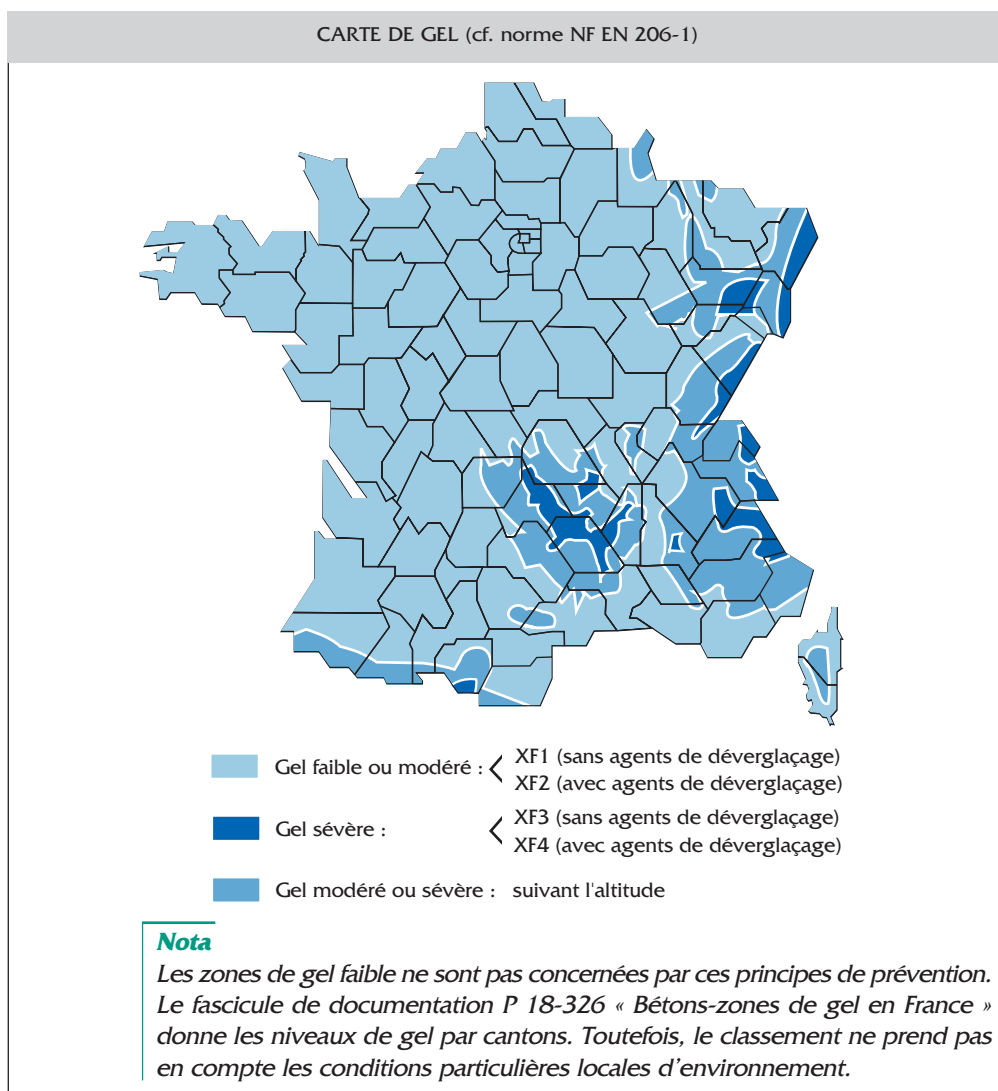 CARTE DE GEL (cf. norme NF EN 206-1)
Gel faible ou modéré : < XF1 (sans agents de déverglaçage)
XF2 (avec agents de déverglaçage)
Gel sévère : < XF3 (sans agents de déverglaçage)
XF4 (avec agents de déverglaçage)
Gel modéré ou sévère : suivant l'altitude
Nota
Les zones de gel faible ne sont pas concernées par ces principes de prévention.
Le fascicule de documentation P 18-326 « Bétons-zones de gel en France »
donne les niveaux de gel par cantons. Toutefois, le classement ne prend pas
en compte les conditions particulières locales d'environnement.